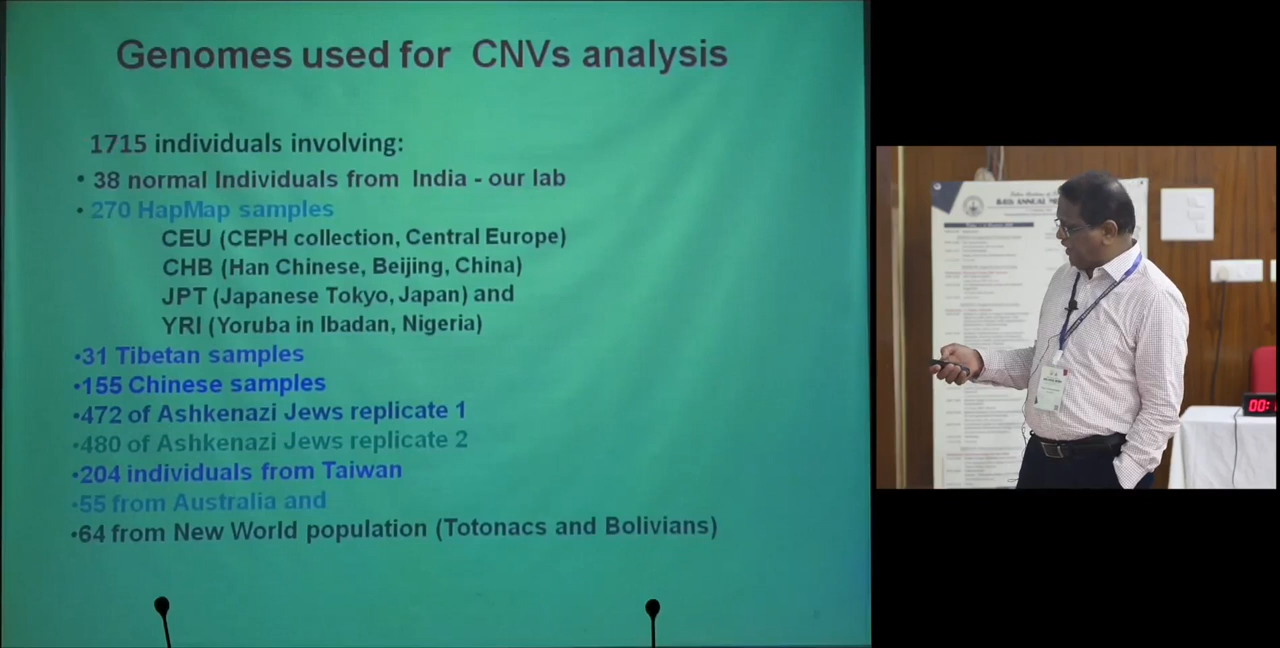 Genomes used for CNVs analysis
1715 individuals involving:
• 38 normal Individuals from India - our lab
• 270 HapMap samples
CEU (CEPH collection, Central Europe)
CHB (Han Chinese, Beijing, China)
JPT (Japanese Tokyo, Japan) and
YRI (Yoruba in Ibadan, Nigeria)
•31 Tibetan samples
•155 Chinese samples
•472 of Ashkenazi Jews replicate 1
•480 of Ashkenazi Jews replicate 2
•204 individuals from Taiwan
•55 from Australia and
•64 from New World population (Totonacs and Bolivians)
00: